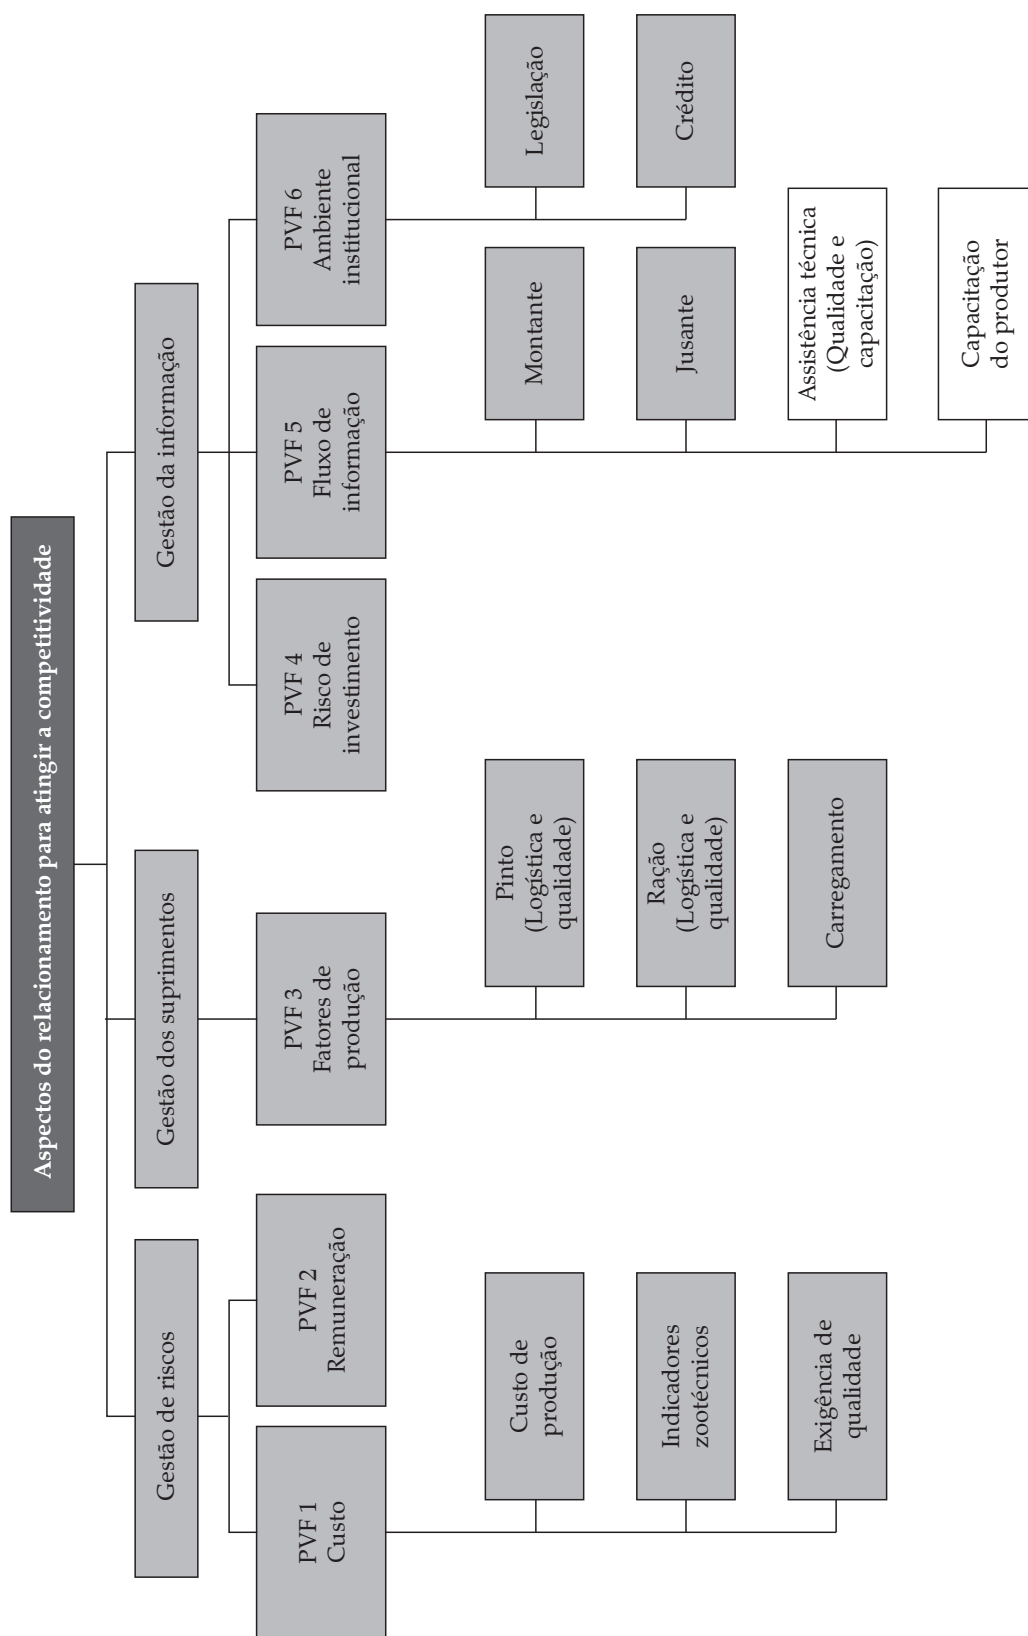 Aspectos do relacionamento para atingir a competitividade
Gestão de riscos
Gestão dos suprimentos
Gestão da informação
PVF 1
Custo
PVF 2
Remuneração
PVF 3
Fatores de
produção
PVF 4
Risco de
investimento
PVF 5
Fluxo de
informação
PVF 6
Ambiente
institucional
Custo de
produção
Indicadores
zootécnicos
Exigência de
qualidade
Pinto
(Logística e
qualidade)
Ração
(Logística e
qualidade)
Carregamento
Montante
Jusante
Assistência técnica
(Qualidade e
capacitação)
Capacitação
do produtor
Legislação
Crédito